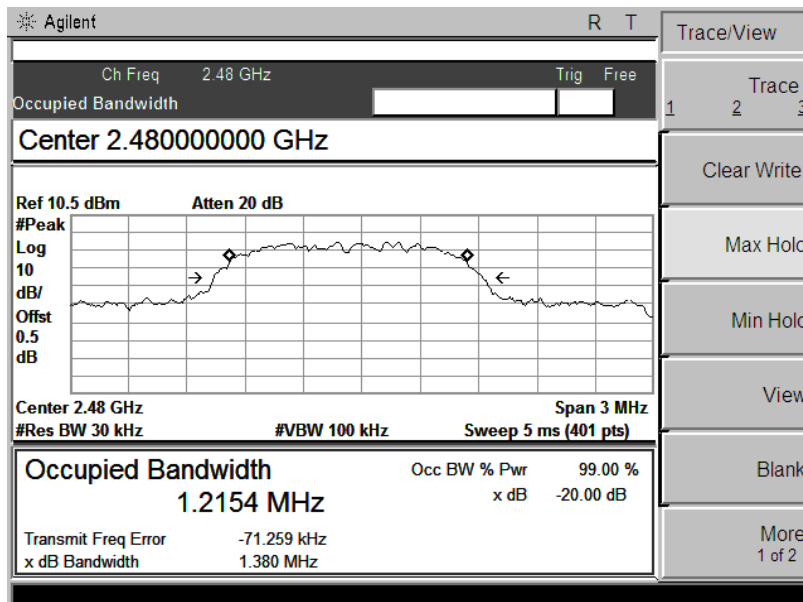 Agilent R T
Trace/View
Ch Freq 2.48 GHz Trig Free
Occupied Bandwidth
Trace
1 2 3
Center 2.480000000 GHz
Clear Write
Ref 10.5 dBm Atten 20 dB
#Peak
Log
10
dB/
Offst
0.5
dB
Max Hold
Min Hold
Center 2.48 GHz Span 3 MHz
#Res BW 30 kHz #VBW 100 kHz Sweep 5 ms (401 pts)
View
Occupied Bandwidth Occ BW % Pwr 99.00 %
1.2154 MHz x dB -20.00 dB
Transmit Freq Error -71.259 kHz
x dB Bandwidth 1.380 MHz
Blank
More
1 of 2